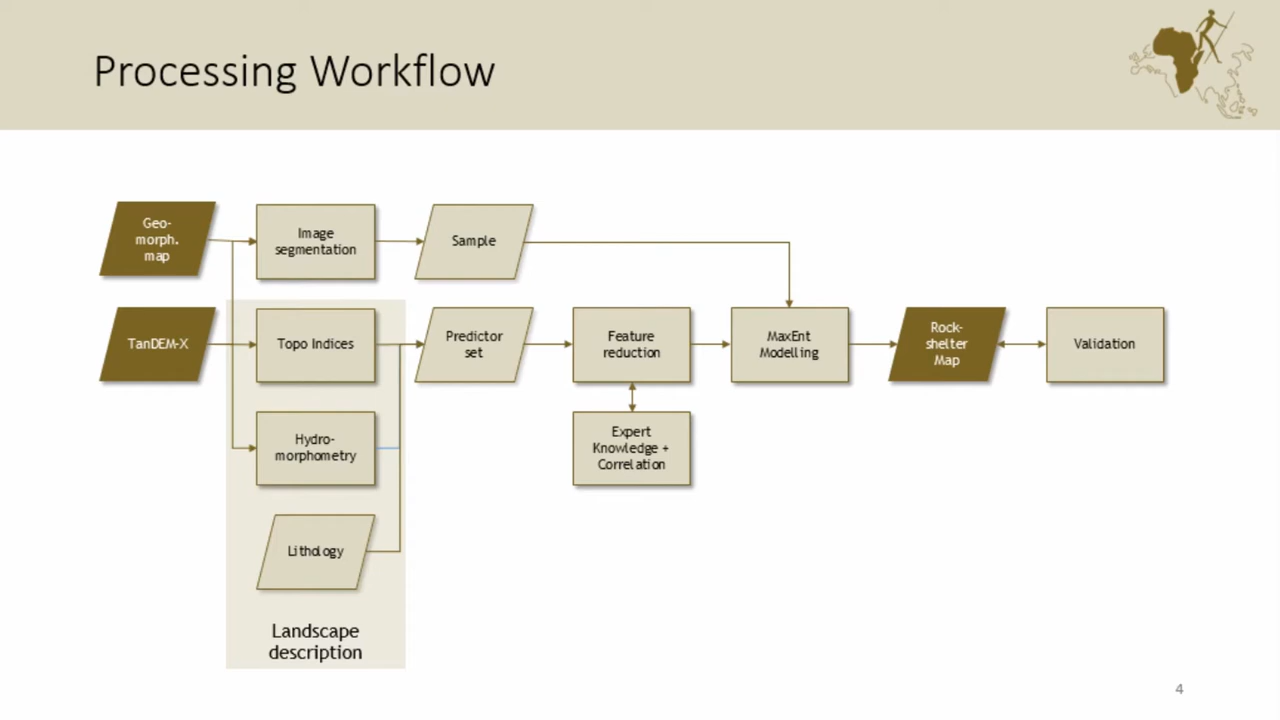 Processing Workflow
Geo-
morph.
map
Image
segmentation
Sample
TanDEM-X
Topo Indices
Predictor
set
Feature
reduction
MaxEnt
Modelling
Rock-
shelter
Map
Validation
Hydro-
morphometry
Expert
Knowledge +
Correlation
Lithology
Landscape
description
4